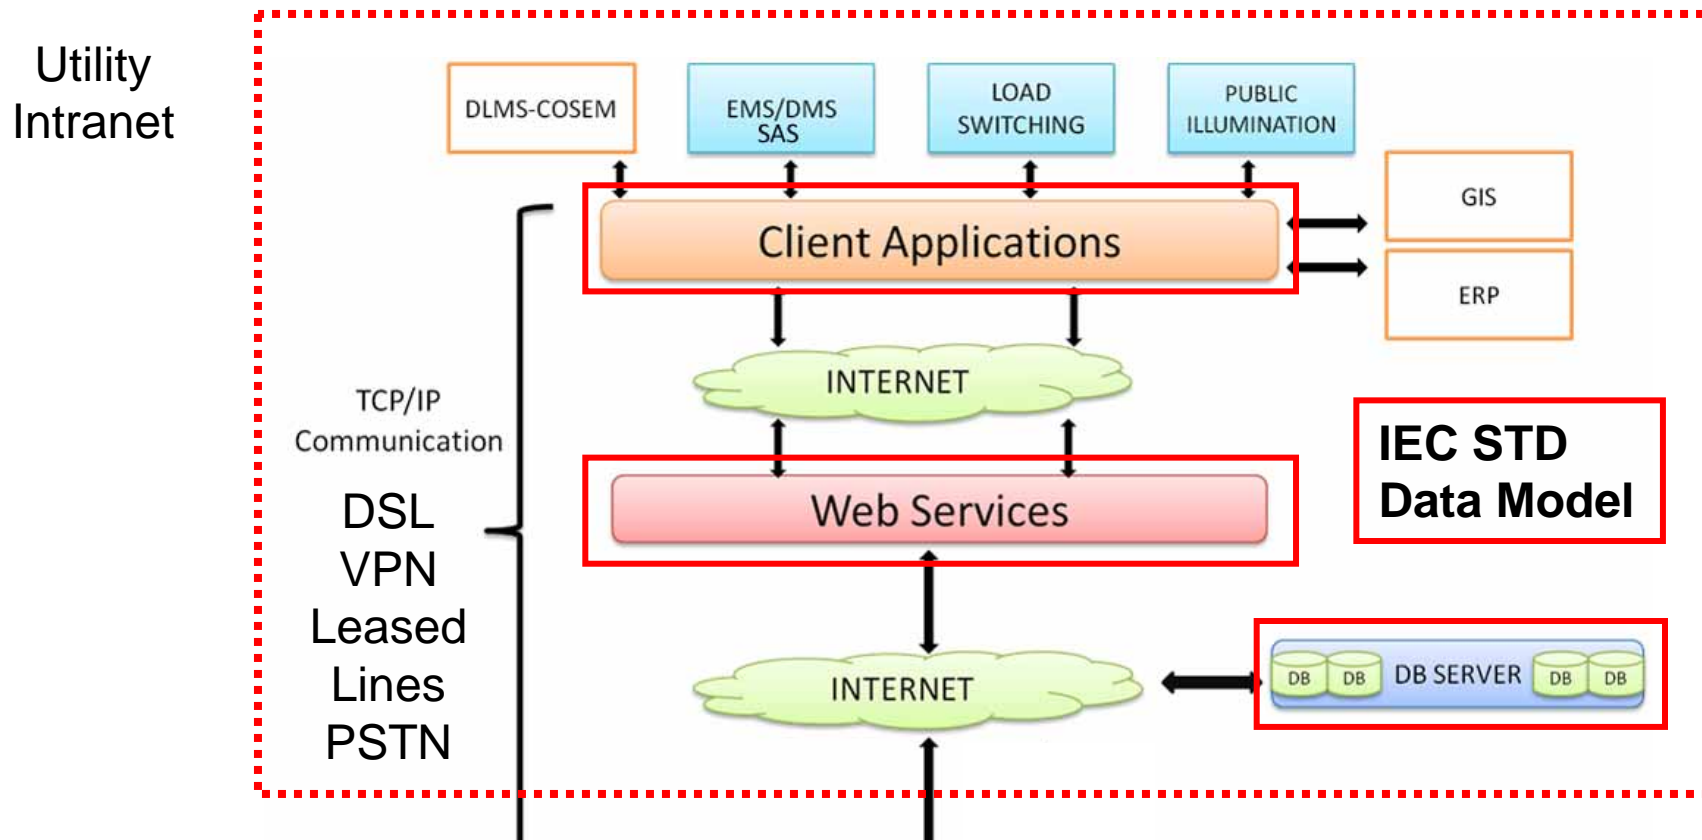 Utility
Intranet
DLMS-COSEM
EMS/DMS
SAS
LOAD
SWITCHING
PUBLIC
ILLUMINATION
GIS
Client Applications
ERP
INTERNET
TCP/IP
Communication
IEC STD
Data Model
Web Services
DSL
VPN
Leased
Lines
PSTN
INTERNET
DB
DB
DB SERVER
DB
DB